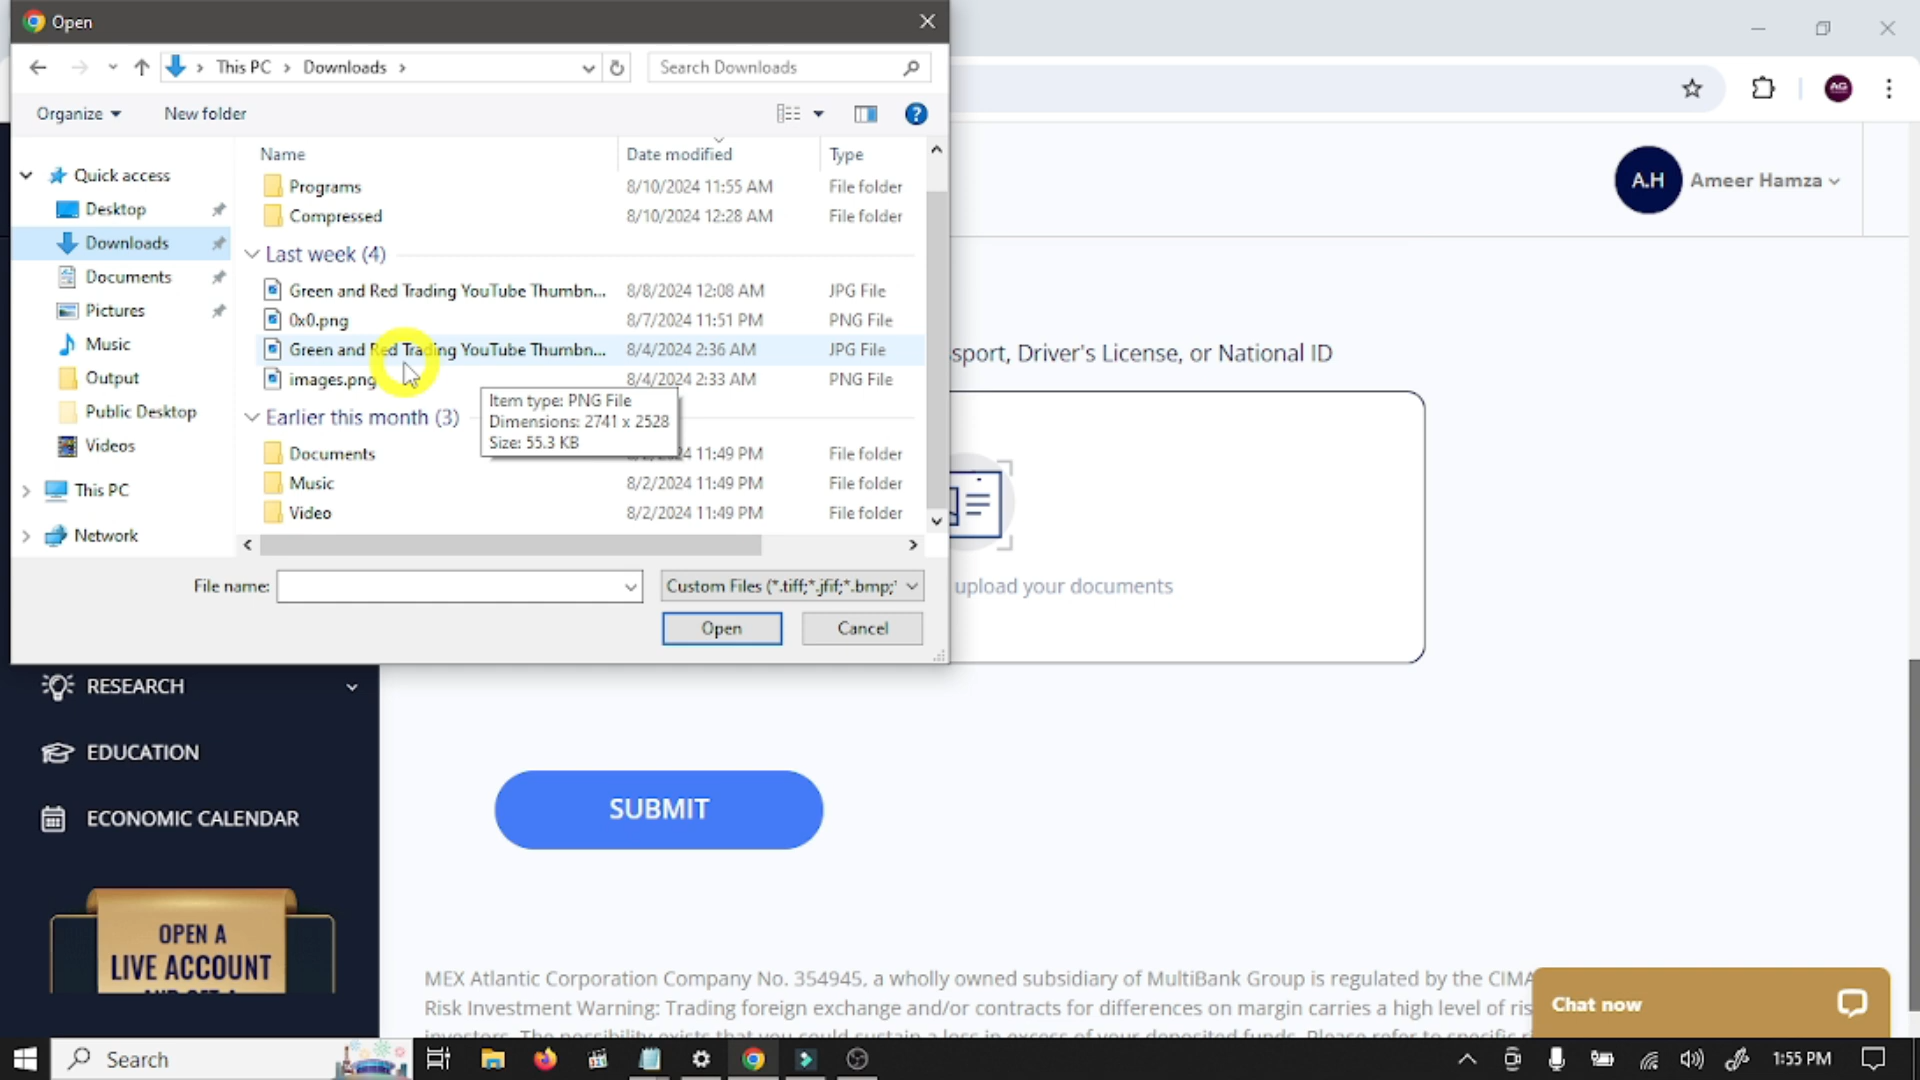 Open
This PC > Downloads >
Search Downloads
Organize
New folder
Name
Date modified
Type
Quick access
Desktop
Downloads
Documents
Pictures
Music
Output
Public Desktop
Videos
This PC
Network
Programs 8/10/2024 11:55 AM File folder
Compressed 8/10/2024 12:28 AM File folder
Last week (4)
Green and Red Trading YouTube Thumbn... 8/8/2024 12:08 AM JPG File
0x0.png 8/7/2024 11:51 PM PNG File
Green and Red Trading YouTube Thumbn... 8/4/2024 2:36 AM JPG File
images.png 8/4/2024 2:33 AM PNG File
Item type: PNG File
Dimensions: 2741 x 2528
Size: 55.3 KB
Earlier this month (3)
Documents 11:49 PM File folder
Music 8/2/2024 11:49 PM File folder
Video 8/2/2024 11:49 PM File folder
File name:
Custom Files (*.tiff;*.jfif;*.bmp;*
Open
Cancel
AG
A.H
Ameer Hamza
sport, Driver's License, or National ID
upload your documents
RESEARCH
EDUCATION
ECONOMIC CALENDAR
SUBMIT
OPEN A
LIVE ACCOUNT
AND GET A
MEX Atlantic Corporation Company No. 354945, a wholly owned subsidiary of MultiBank Group is regulated by the CIMA
Risk Investment Warning: Trading foreign exchange and/or contracts for differences on margin carries a high level of ris
investors. The possibility exists that you could sustain a loss in excess of your deposited funds. Please refer to specific
Chat now
Search
1:55 PM